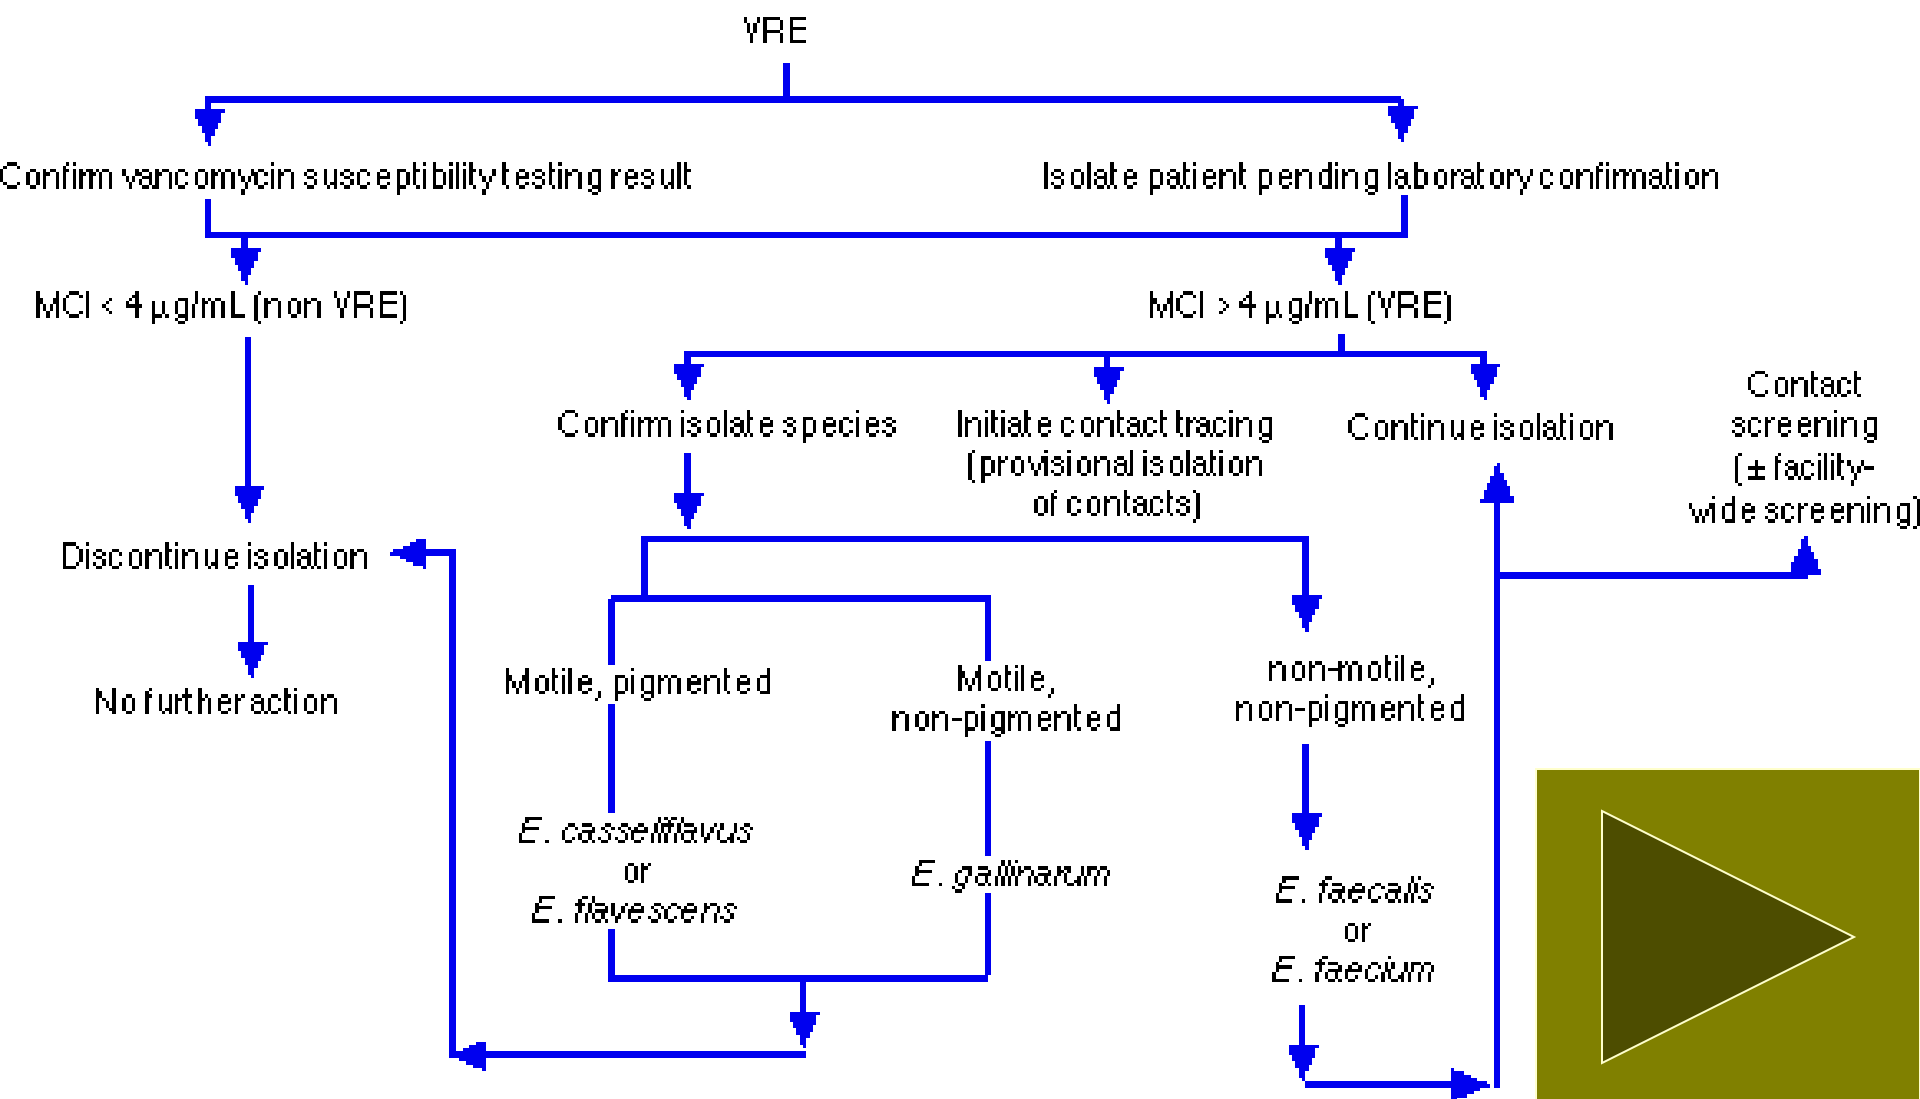 VRE
Confirm vancomycin susceptibility testing result
Isolate patient pending laboratory confirmation
MCI < 4 µg/mL (non VRE)
MCI > 4 µg/mL (VRE)
Confirm isolate species
Initiate contact tracing
(provisional isolation
of contacts)
Continue isolation
Contact
screening
(± facility-
wide screening)
Discontinue isolation
No further action
Motile, pigmented
Motile,
non-pigmented
non-motile,
non-pigmented
E. casseliflavus
or
E. flavescens
E. gallinarum
E. faecalis
or
E. faecium